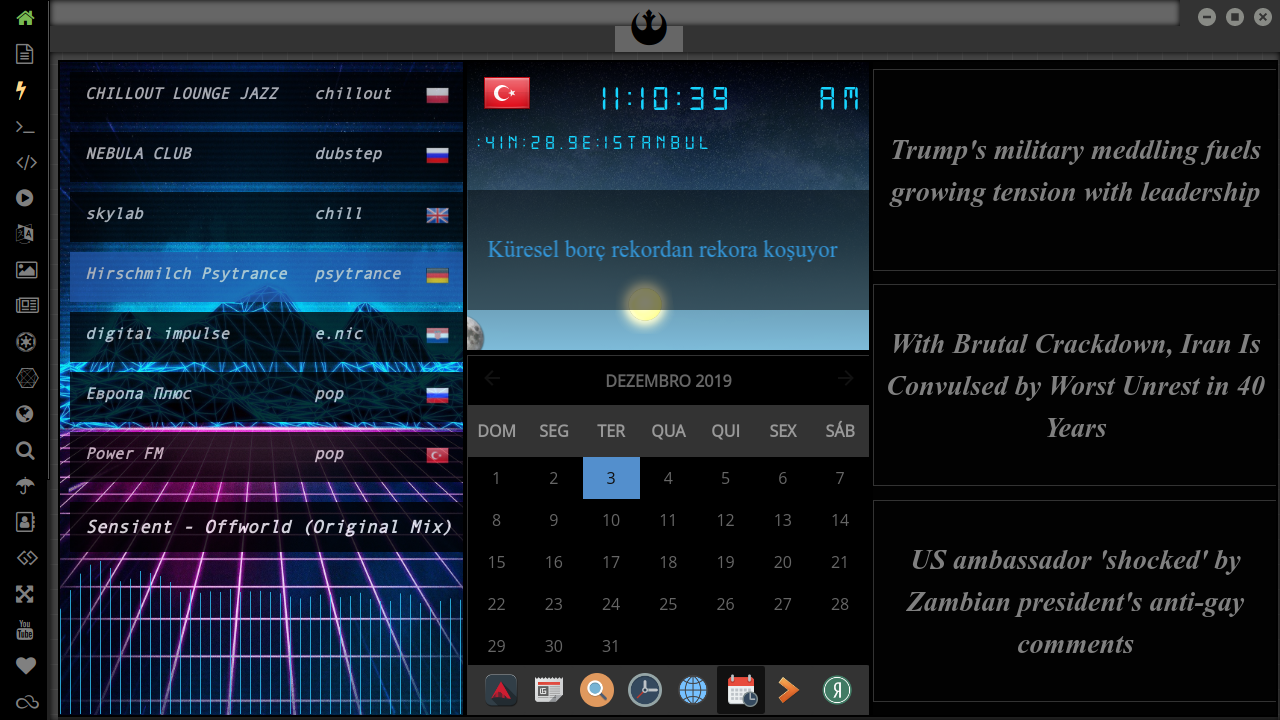 CHILLOUT LOUNGE JAZZ chillout
NEBULA CLUB dubstep
skylab chill
Hirschmilch Psytrance psytrance
digital impulse e.nic
Европа Плюс pop
Power FM pop
Sensient - Offworld (Original Mix)
11:10:39 AM
:41N:28.9E:ISTANBUL
Küresel borç rekordan rekora koşuyor
DEZEMBRO 2019
DOM SEG TER QUA QUI SEX SÁB
1 2 3 4 5 6 7
8 9 10 11 12 13 14
15 16 17 18 19 20 21
22 23 24 25 26 27 28
29 30 31
Trump's military meddling fuels
growing tension with leadership
With Brutal Crackdown, Iran Is
Convulsed by Worst Unrest in 40
Years
US ambassador 'shocked' by
Zambian president's anti-gay
comments
You
Tube
Я